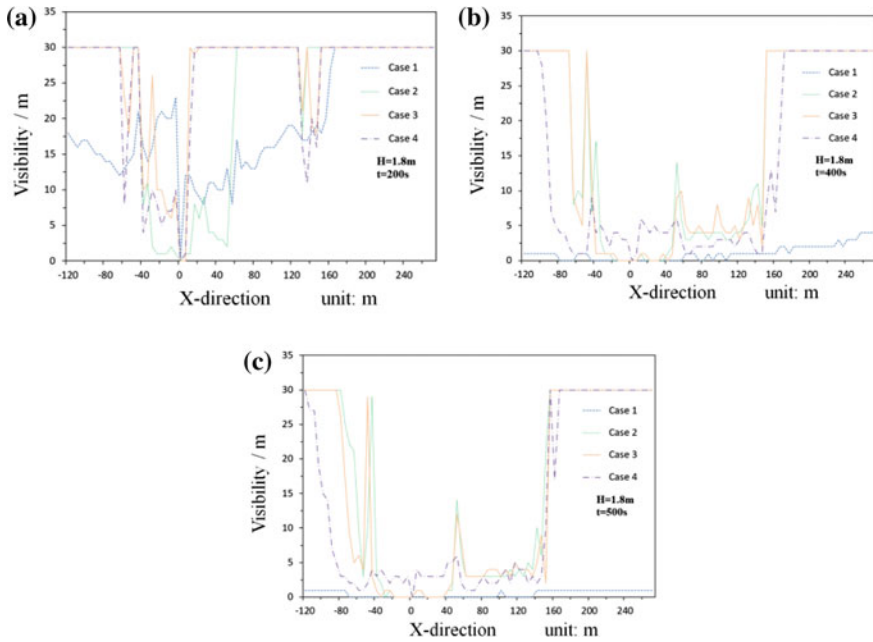 (a)
35
30
25
20
15
10
5
0
Visibility / m
-120 -80 -40 0 40 80 120 160 200 240
X-direction unit: m
Case 1
Case 2
Case 3
Case 4
H=1.8m
t=200s
(b)
35
30
25
20
15
10
5
0
Visibility / m
-120 -80 -40 0 40 80 120 160 200 240
X-direction unit: m
Case 1
Case 2
Case 3
Case 4
H=1.8m
t=400s
(c)
35
30
25
20
15
10
5
0
Visibility / m
-120 -80 -40 0 40 80 120 160 200 240
X-direction unit: m
Case 1
Case 2
Case 3
Case 4
H=1.8m
t=500s